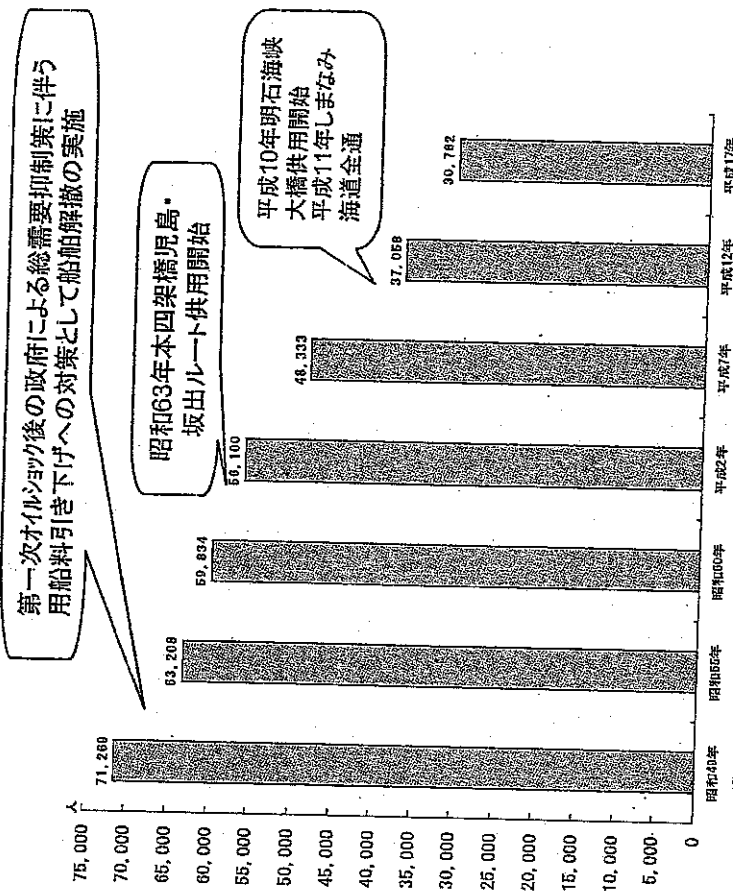 第一次オイルショック後の政府による総需要抑制策に伴う
用船料引き下げへの対策として船舶解撤の実施
昭和63年本四架橋児島・
坂出ルート供用開始
平成10年明石海峡
大橋供用開始
平成11年しまなみ
海道全通
人
75,000
70,000
65,000
60,000
55,000
50,000
45,000
40,000
35,000
30,000
25,000
20,000
15,000
10,000
5,000
0
71,260
63,208
59,834
56,100
48,333
37,058
30,762
昭和55年
昭和60年
平成2年
平成7年
平成12年
平成17年